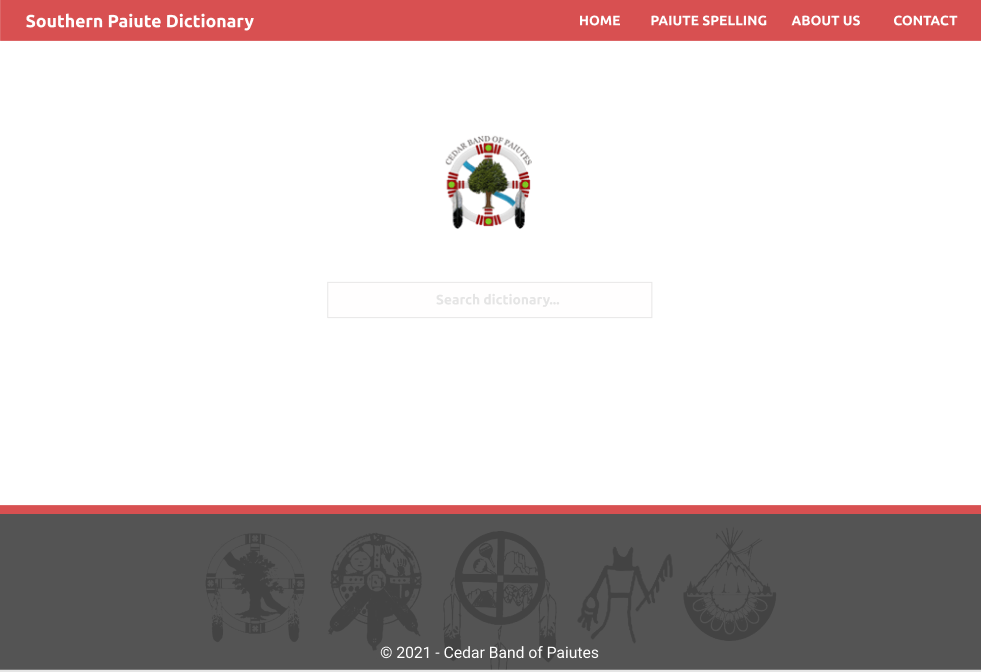 Southern Paiute Dictionary
HOME PAIUTE SPELLING ABOUT US CONTACT
CEDAR BAND OF PAIUTES
Search dictionary...
© 2021 - Cedar Band of Paiutes